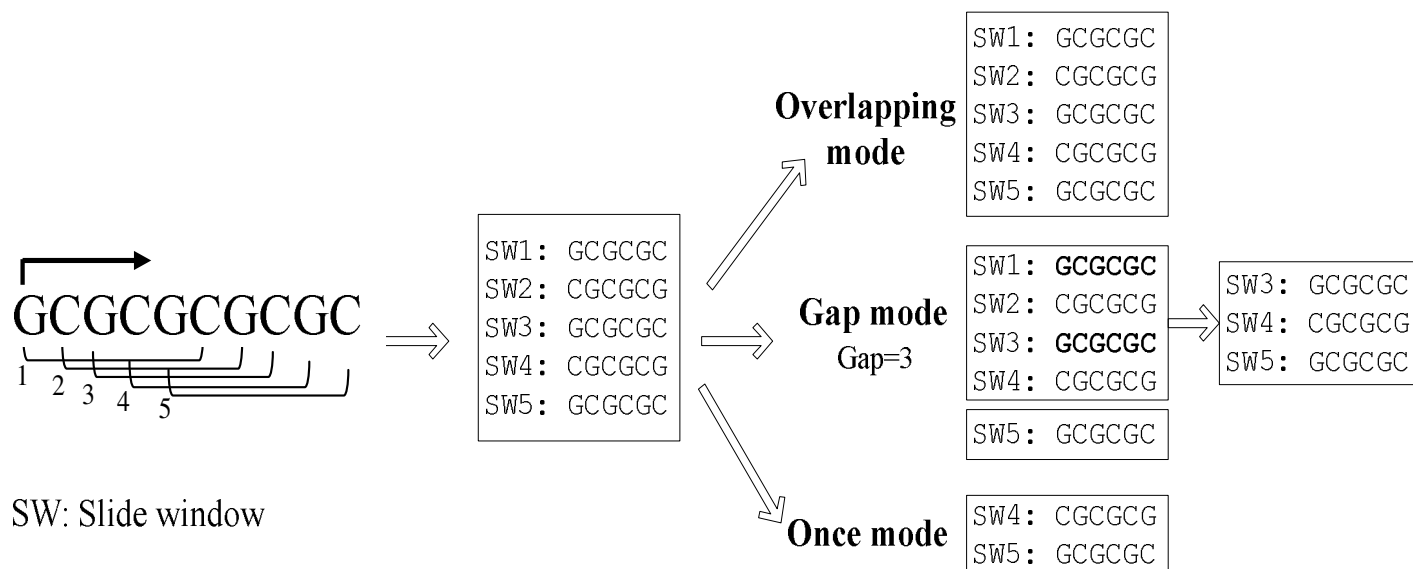 GCGCGCGCGC
1 2 3 4 5
SW: Slide window
SW1: GCGCGC
SW2: CGCGCG
SW3: GCGCGC
SW4: CGCGCG
SW5: GCGCGC
Overlapping
mode
SW1: GCGCGC
SW2: CGCGCG
SW3: GCGCGC
SW4: CGCGCG
SW5: GCGCGC
Gap mode
Gap=3
SW1: GCGCGC
SW2: CGCGCG
SW3: GCGCGC
SW4: CGCGCG
SW5: GCGCGC
SW3: GCGCGC
SW4: CGCGCG
SW5: GCGCGC
Once mode
SW4: CGCGCG
SW5: GCGCGC